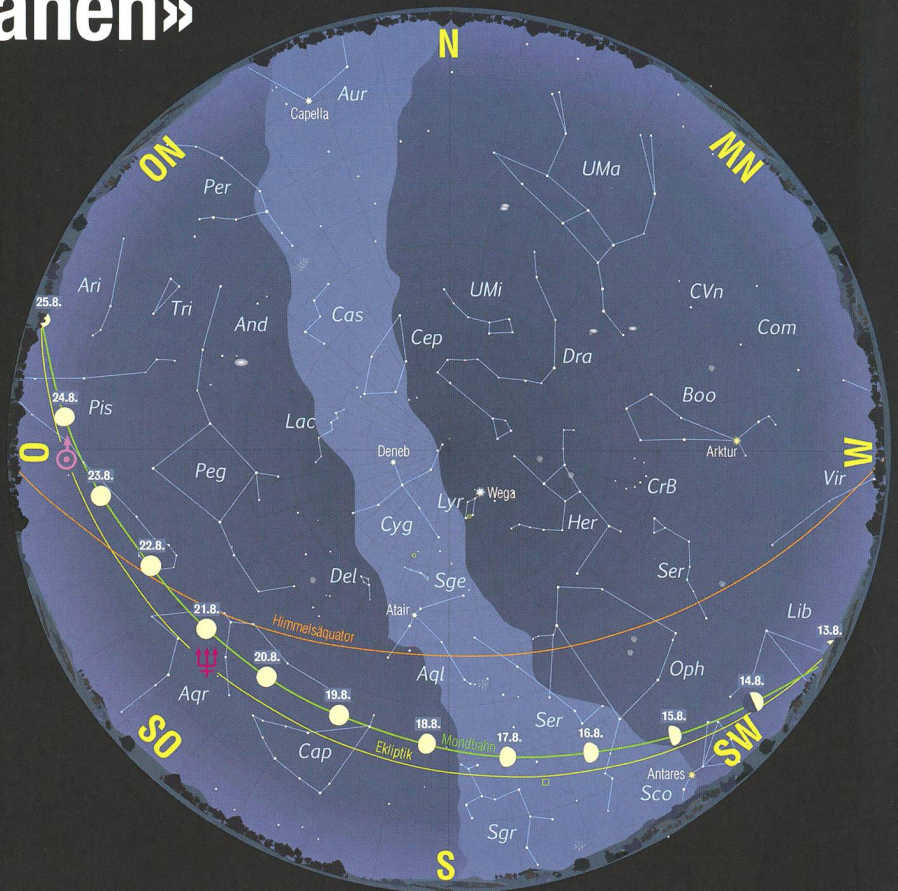 anen»
N
Aur
Capella
NO
NW
UMa
Per
Ari
25.8.
Tri
And
Cas
UMi
CVn
Com
Cep
Dra
24.8.
Pis
Boo
Lac
Arktur
O
W
Deneb
23.8.
Peg
Vir
Lyr
Wega
CrB
Cyg
Her
22.8.
Del
Sge
Ser
21.8.
Atair
Himmelsäquator
Lib
13.8.
20.8.
Aql
Oph
14.8.
Aqr
19.8.
18.8.
Ser
15.8.
17.8.
16.8.
SO
Cap
Ekliptik
Mondbahn
SW
Antares
Sco
Sgr
S